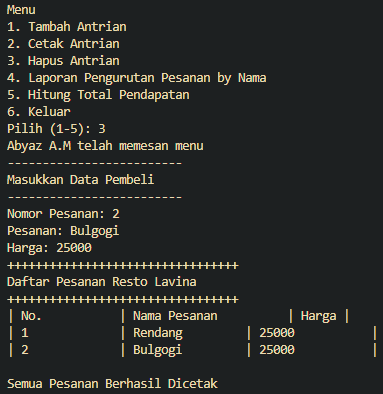 Menu
1. Tambah Antrian
2. Cetak Antrian
3. Hapus Antrian
4. Laporan Pengurutan Pesanan by Nama
5. Hitung Total Pendapatan
6. Keluar
Pilih (1-5): 3
Abyaz A.M telah memesan menu
-------------------------
Masukkan Data Pembeli
-------------------------
Nomor Pesanan: 2
Pesanan: Bulgogi
Harga: 25000
+++++++++++++++++++++++++++++++++
Daftar Pesanan Resto Lavina
+++++++++++++++++++++++++++++++++
| No. | Nama Pesanan | Harga |
| 1 | Rendang | 25000 |
| 2 | Bulgogi | 25000 |
Semua Pesanan Berhasil Dicetak